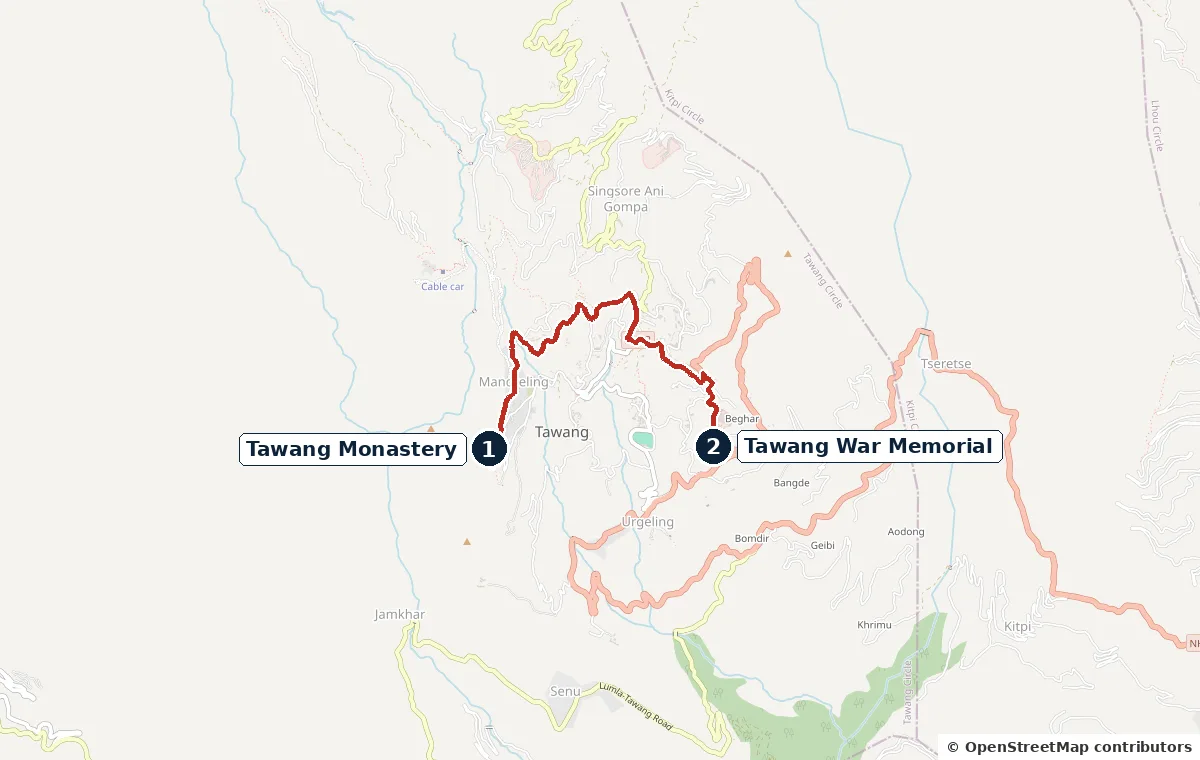 Kitpi Circle
Lhou Circle
Singsore Ani
Gompa
Tawang Circle
Cable car
Tseretse
Beghar
Tawang
Tawang Monastery
1
2
Tawang War Memorial
Bangde
Urgeling
Bomdir
Geibi
Aodong
Jamkhar
Khrimu
Kitpi
Senu
Lumla-Tawang Road
Tawang Circle
© OpenStreetMap contributors